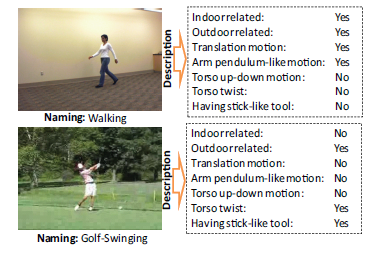 Description
Indoor related: Yes
Outdoor related: Yes
Translation motion: Yes
Arm pendulum-like motion: Yes
Torso up-down motion: No
Torso twist: No
Having stick-like tool: No
Naming: Walking
Description
Indoor related: No
Outdoor related: Yes
Translation motion: No
Arm pendulum-like motion: No
Torso up-down motion: No
Torso twist: Yes
Having stick-like tool: Yes
Naming: Golf-Swinging